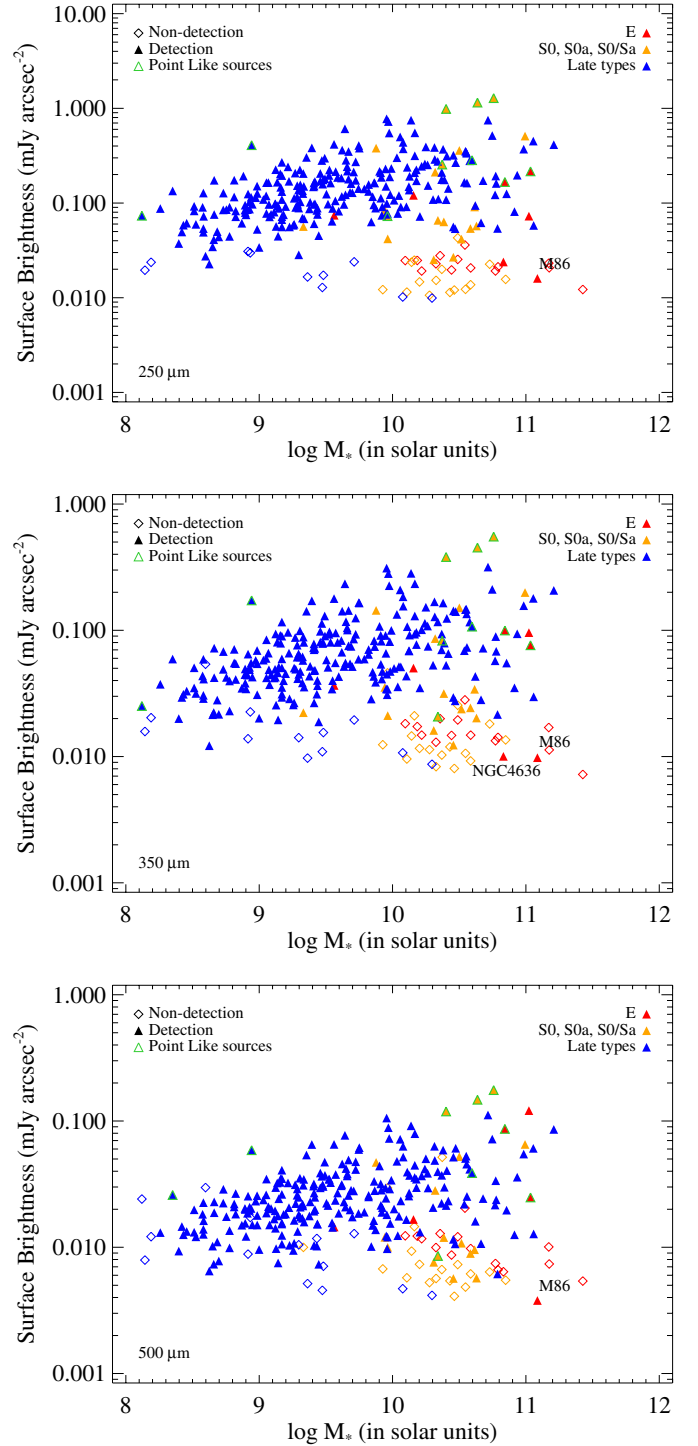 10.00
1.000
0.100
0.010
0.001
Surface Brightness (mJy arcsec-2)
Non-detection
Detection
Point Like sources
E
S0, S0a, S0/Sa
Late types
M86
250 µm
8 9 10 11 12
log M* (in solar units)
1.000
0.100
0.010
0.001
Surface Brightness (mJy arcsec-2)
Non-detection
Detection
Point Like sources
E
S0, S0a, S0/Sa
Late types
M86
NGC4636
350 µm
8 9 10 11 12
log M* (in solar units)
1.000
0.100
0.010
0.001
Surface Brightness (mJy arcsec-2)
Non-detection
Detection
Point Like sources
E
S0, S0a, S0/Sa
Late types
M86
500 µm
8 9 10 11 12
log M* (in solar units)